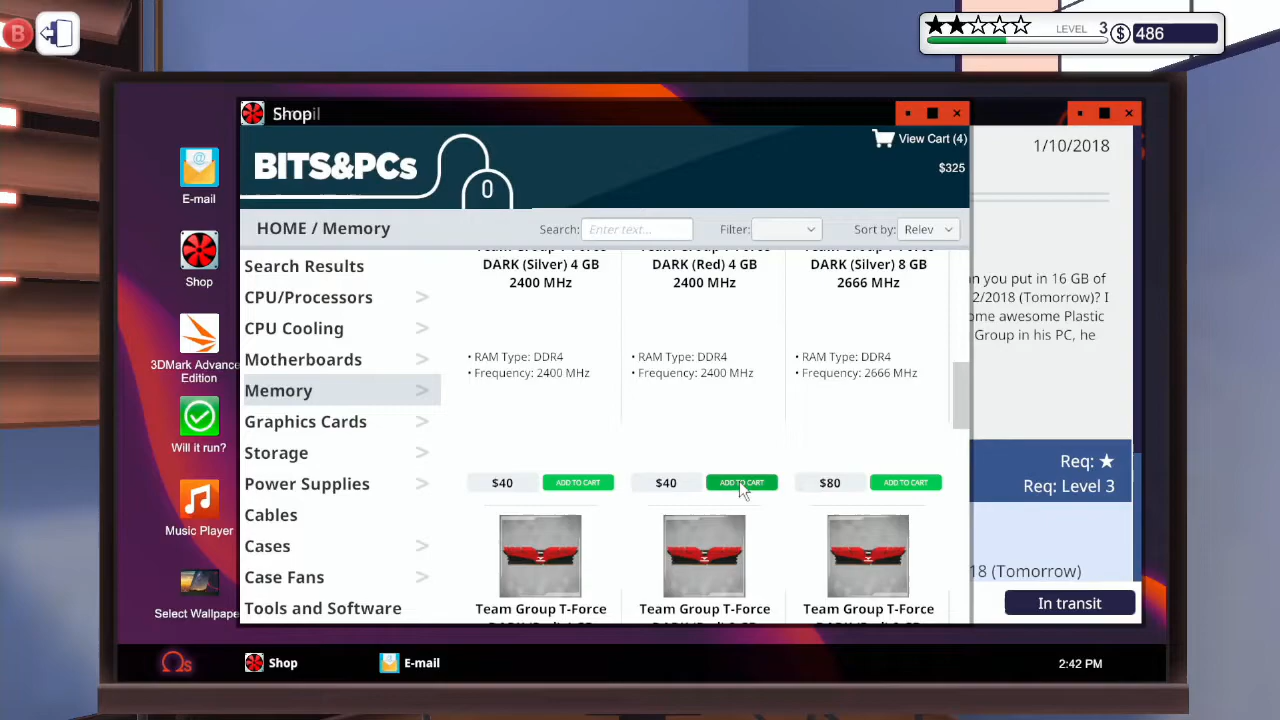 B
LEVEL 3
$ 486
Shopil
BITS&PCs
0
View Cart (4)
$325
1/10/2018
HOME / Memory
Search:
Enter text...
Filter:
Sort by:
Relev
E-mail
Shop
3DMark Advance
Edition
Will it run?
Music Player
Select Wallpape
Search Results
CPU/Processors >
CPU Cooling >
Motherboards >
Memory >
Graphics Cards >
Storage >
Power Supplies >
Cables
Cases >
Case Fans >
Tools and Software
DARK (Silver) 4 GB
2400 MHz
• RAM Type: DDR4
• Frequency: 2400 MHz
$40
ADD TO CART
DARK (Red) 4 GB
2400 MHz
• RAM Type: DDR4
• Frequency: 2400 MHz
$40
ADD TO CART
DARK (Silver) 8 GB
2666 MHz
• RAM Type: DDR4
• Frequency: 2666 MHz
$80
ADD TO CART
Team Group T-Force
Team Group T-Force
Team Group T-Force
n you put in 16 GB of
2/2018 (Tomorrow)? I
ome awesome Plastic
Group in his PC, he
Req: ★
Req: Level 3
18 (Tomorrow)
In transit
Ωs
Shop
E-mail
2:42 PM